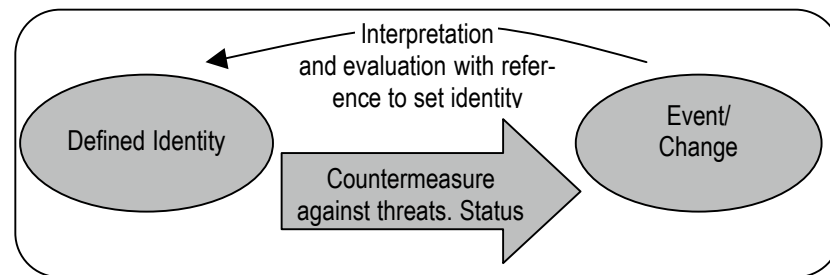 Interpretation
and evaluation with refer-
ence to set identity
Defined Identity
Event/
Change
Countermeasure
against threats. Status